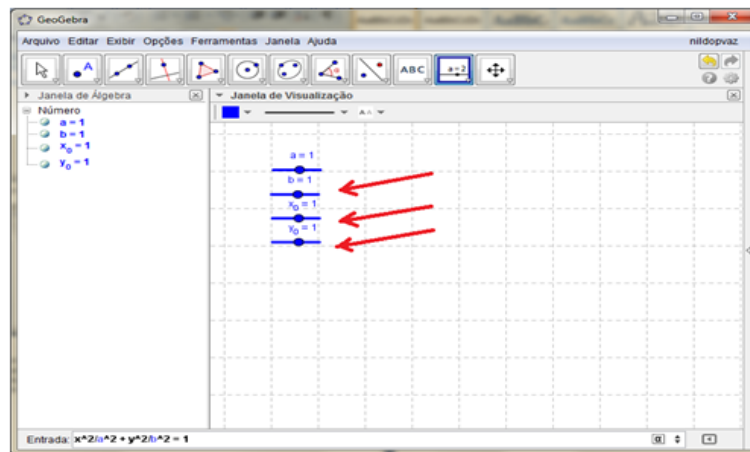 GeoGebra
Arquivo Editar Exibir Opções Ferramentas Janela Ajuda nildopvaz
A ABC a=2
Janela de Álgebra Janela de Visualização
Número
a = 1
b = 1
x₀ = 1
y₀ = 1
a = 1
b = 1
x₀ = 1
y₀ = 1
Entrada: x^2/a^2 + y^2/b^2 = 1 α